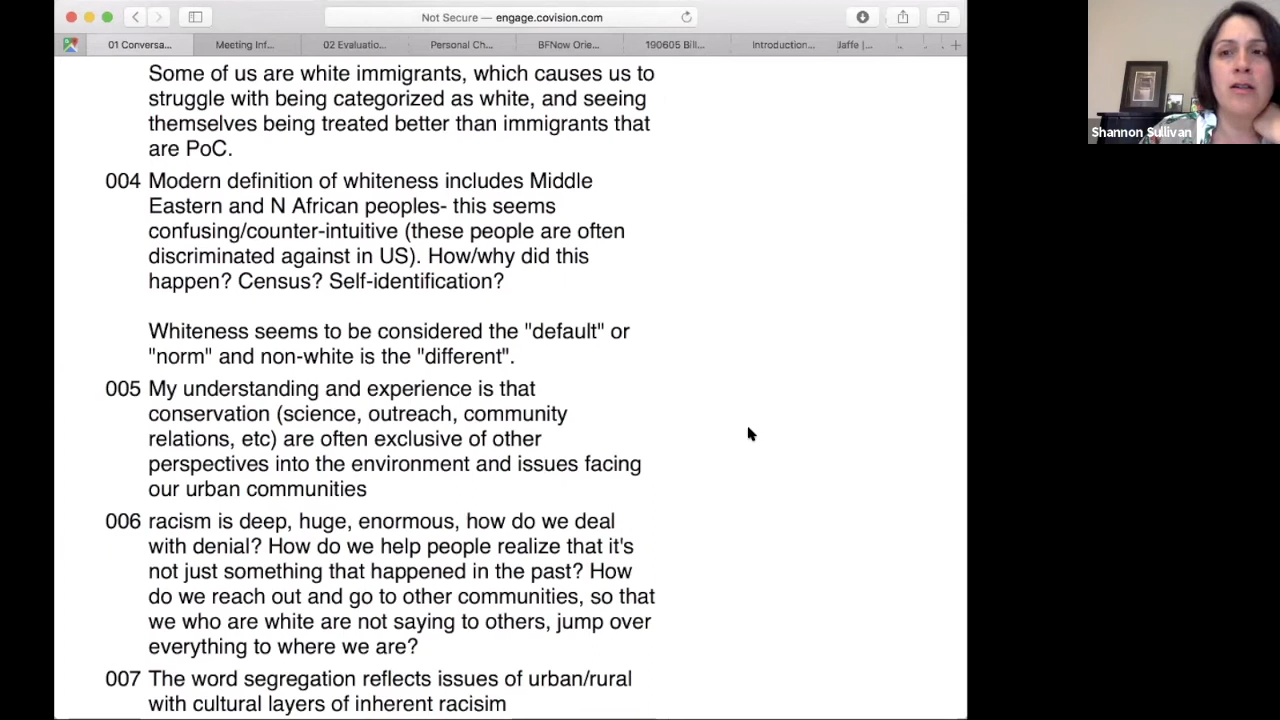 Not Secure — engage.covision.com
01 Conversa...
Meeting Inf...
02 Evaluatio...
Personal Ch...
BFNow Orie...
190605 Bill...
Introduction...
Jaffe |...
Some of us are white immigrants, which causes us to
struggle with being categorized as white, and seeing
themselves being treated better than immigrants that
are PoC.
004 Modern definition of whiteness includes Middle
Eastern and N African peoples- this seems
confusing/counter-intuitive (these people are often
discriminated against in US). How/why did this
happen? Census? Self-identification?
Whiteness seems to be considered the "default" or
"norm" and non-white is the "different".
005 My understanding and experience is that
conservation (science, outreach, community
relations, etc) are often exclusive of other
perspectives into the environment and issues facing
our urban communities
006 racism is deep, huge, enormous, how do we deal
with denial? How do we help people realize that it's
not just something that happened in the past? How
do we reach out and go to other communities, so that
we who are white are not saying to others, jump over
everything to where we are?
007 The word segregation reflects issues of urban/rural
with cultural layers of inherent racisim
Shannon Sullivan